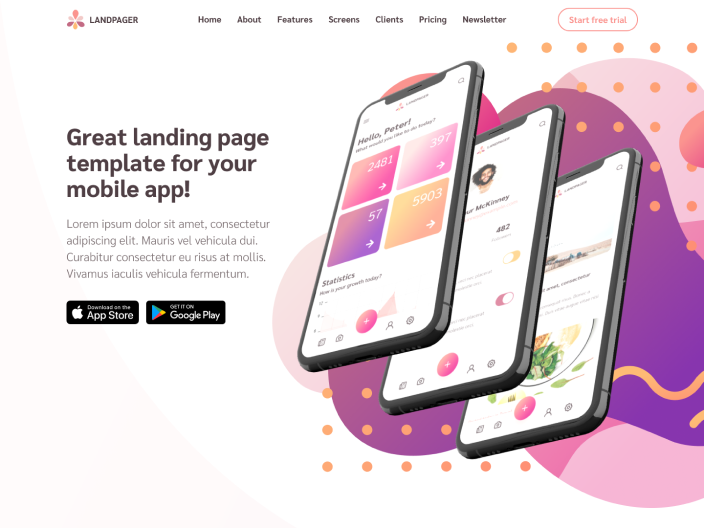 LANDPAGER
Home
About
Features
Screens
Clients
Pricing
Newsletter
Start free trial
Great landing page
template for your
mobile app!
Lorem ipsum dolor sit amet, consectetur
adipiscing elit. Mauris vel vehicula dui.
Curabitur consectetur eu risus at mollis.
Vivamus iaculis vehicula fermentum.
Download on the
App Store
GET IT ON
Google Play
LANDPAGER
Hello, Peter!
What would you like to do today?
2481
397
57
5903
Statistics
How is your growth today?
LANDPAGER
McKinney
482
LANDPAGER
amet, consectetur